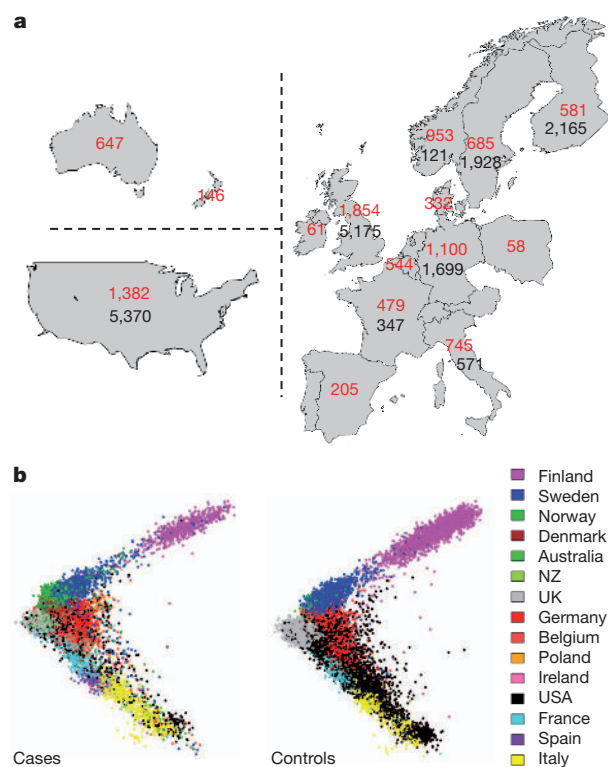 a
647
146
1,382
5,370
581
2,165
953
121
685
1,928
332
1,854
5,175
61
544
1,100
1,699
58
479
347
745
571
205
b
Finland
Sweden
Norway
Denmark
Australia
NZ
UK
Germany
Belgium
Poland
Ireland
USA
France
Spain
Italy
Cases
Controls